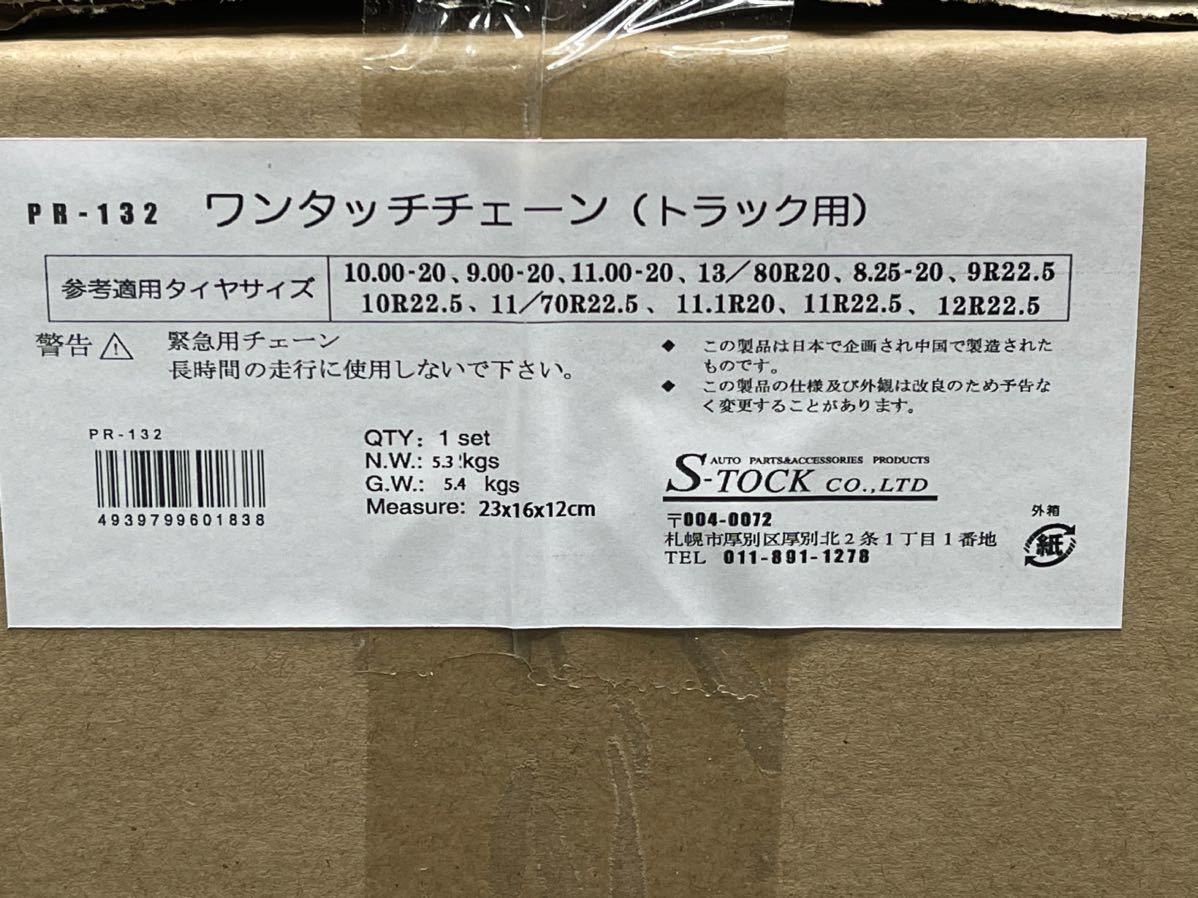 PR-132 ワンタッチチェーン（トラック用）
参考適用タイヤサイズ
10.00-20、9.00-20、11.00-20、13／80R20、8.25-20、9R22.5
10R22.5、11／70R22.5、11.1R20、11R22.5、12R22.5
警告 ⚠ 緊急用チェーン
長時間の走行に使用しないで下さい。
◆ この製品は日本で企画され中国で製造された
ものです。
◆ この製品の仕様及び外観は改良のため予告な
く変更することがあります。
PR-132
4939799601838
QTY: 1 set
N.W.: 5.3 kgs
G.W.: 5.4 kgs
Measure: 23x16x12cm
AUTO PARTS&ACCESSORIES PRODUCTS
S-TOCK CO.,LTD
〒004-0072
札幌市厚別区厚別北2条1丁目1番地
TEL 011-891-1278
外箱
紙